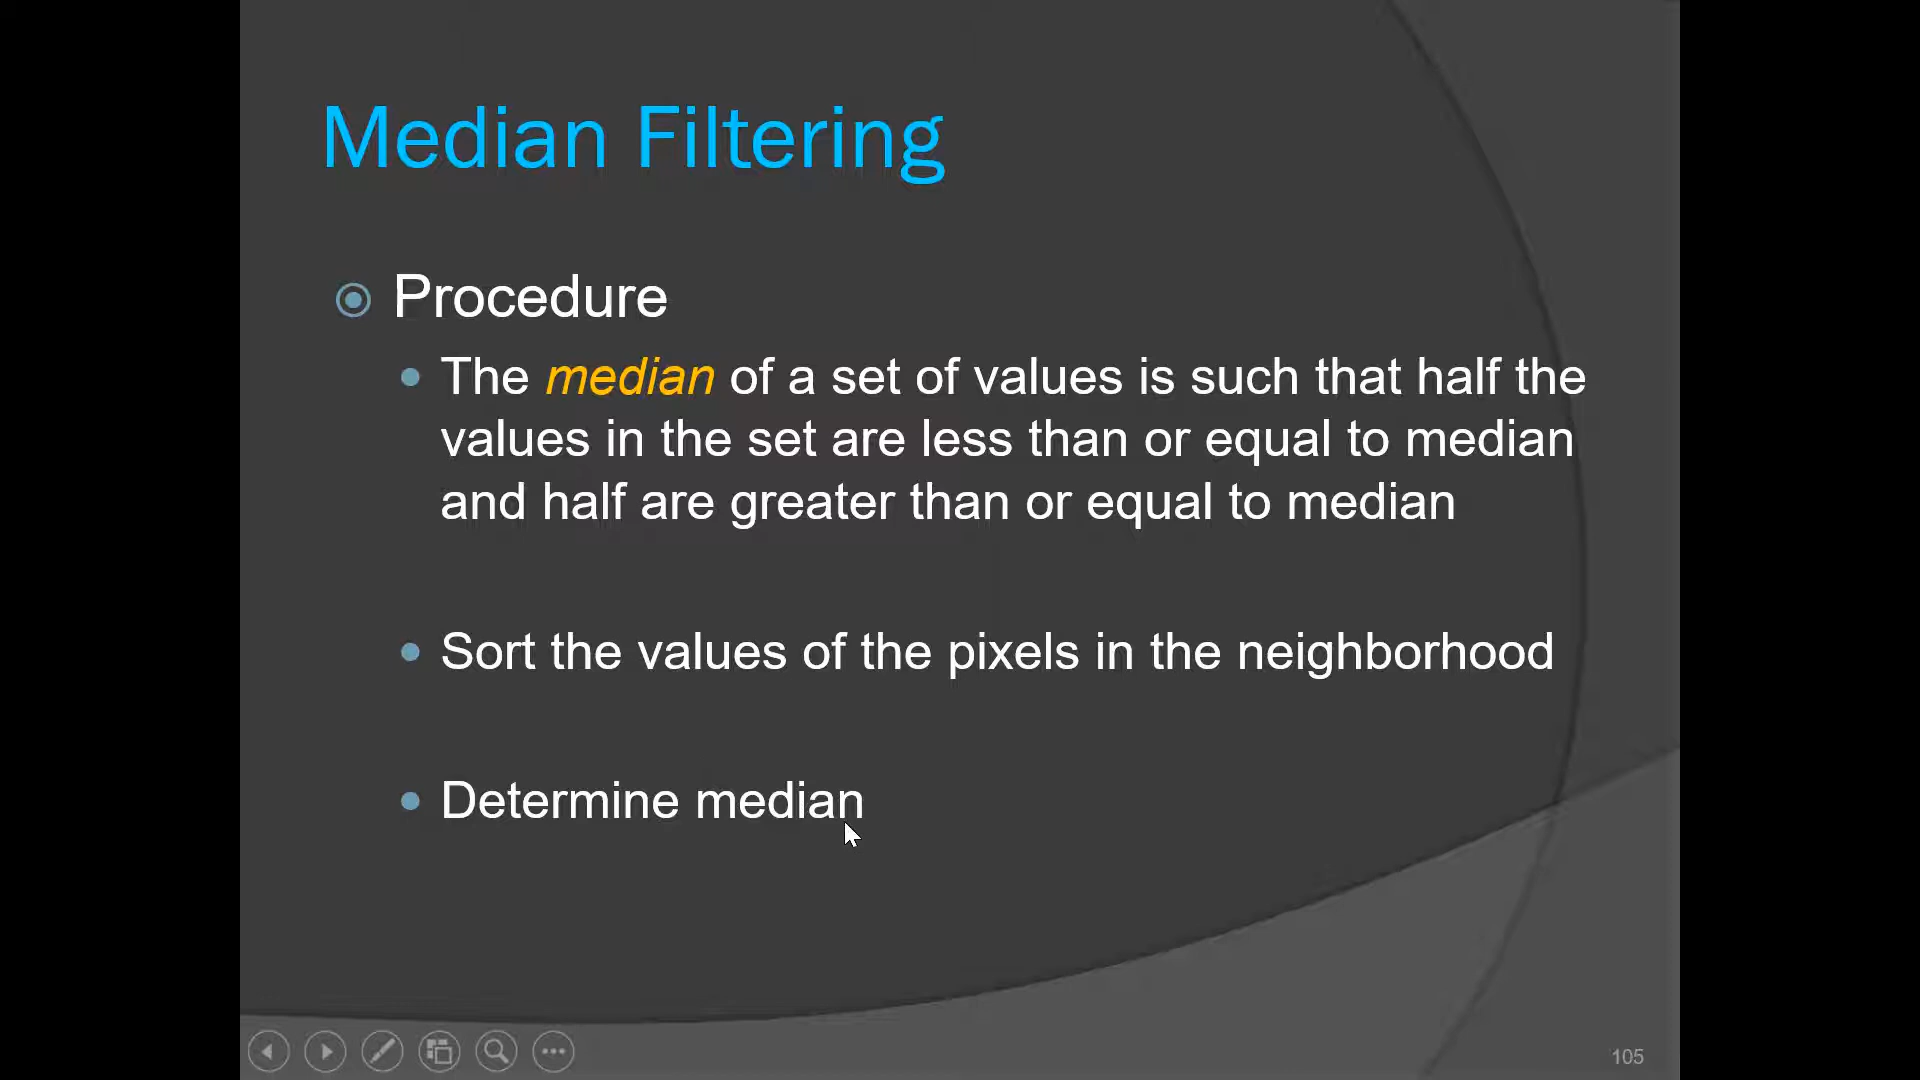 Median Filtering
Procedure
The median of a set of values is such that half the
values in the set are less than or equal to median
and half are greater than or equal to median
Sort the values of the pixels in the neighborhood
Determine median
105